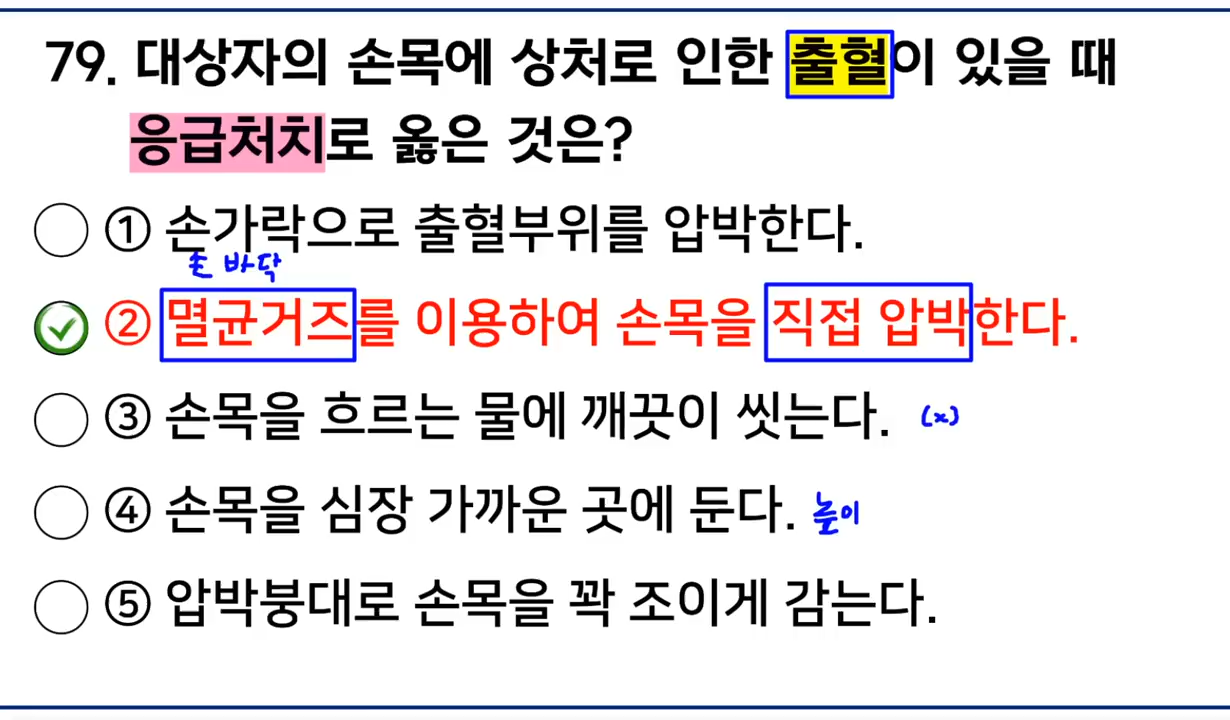 79. 대상자의 손목에 상처로 인한 출혈이 있을 때
응급처치로 옳은 것은?
① 손가락으로 출혈부위를 압박한다.
손 바닥
② 멸균거즈를 이용하여 손목을 직접 압박한다.
③ 손목을 흐르는 물에 깨끗이 씻는다. (x)
④ 손목을 심장 가까운 곳에 둔다. 높이
⑤ 압박붕대로 손목을 꽉 조이게 감는다.